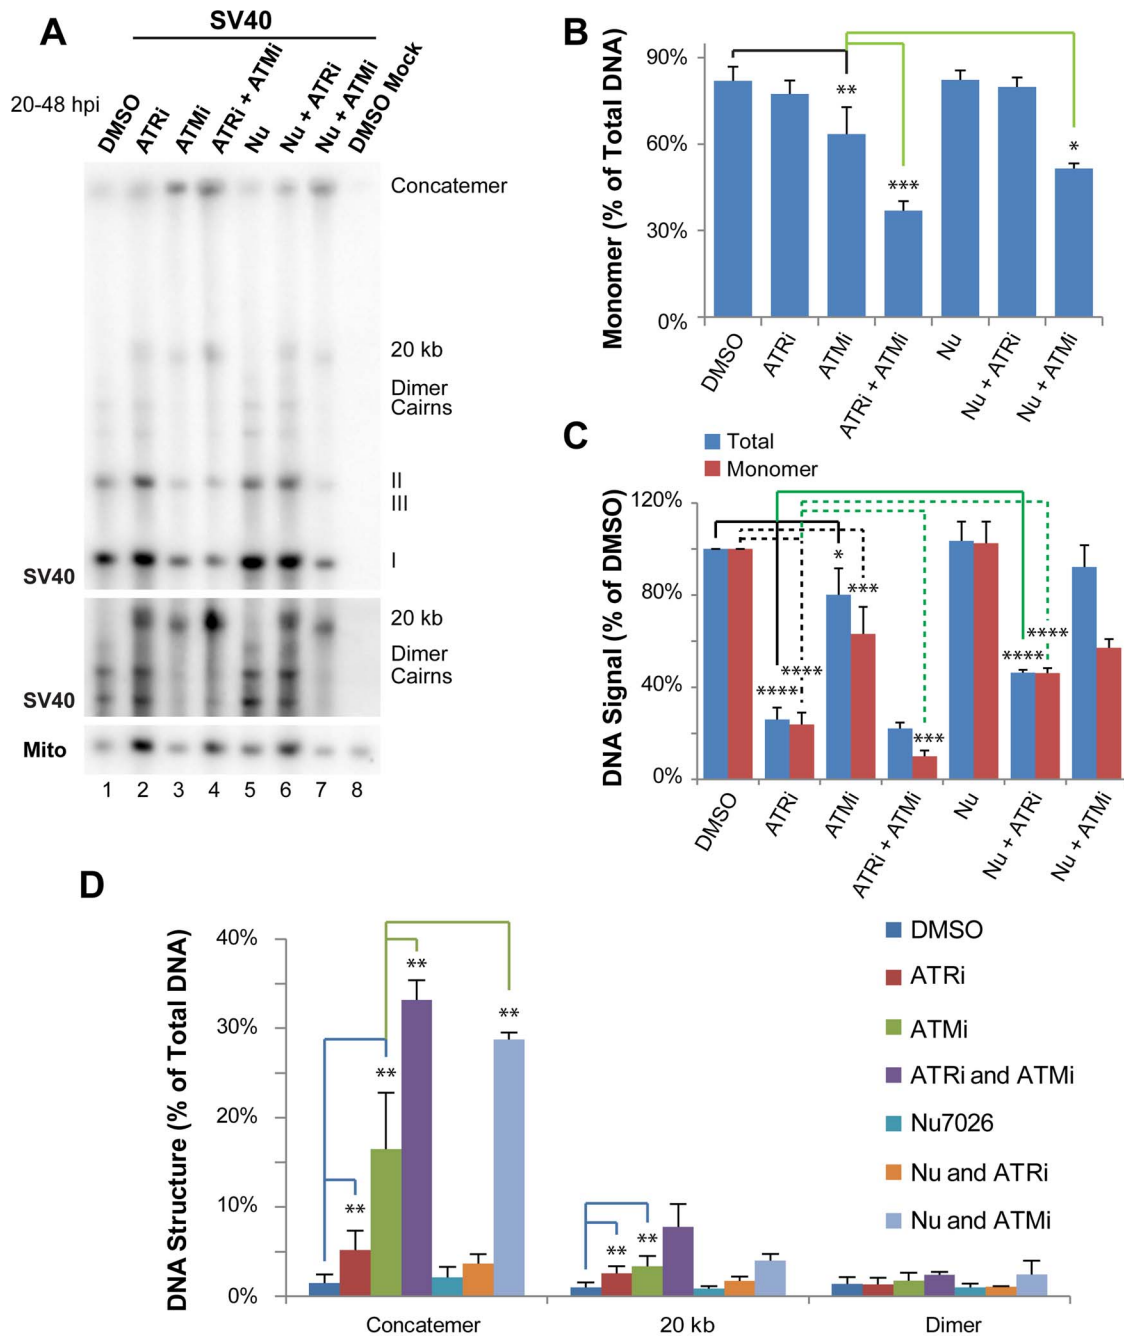 A
SV40
20-48 hpi
DMSO
ATRi
ATMi
ATRi + ATMi
Nu
Nu + ATRi
Nu + ATMi
DMSO Mock
Concatemer
20 kb
Dimer
Cairns
II
III
I
SV40
20 kb
Dimer
Cairns
SV40
Mito
1 2 3 4 5 6 7 8
B
Monomer (% of Total DNA)
90%
60%
30%
0%
**
***
*
DMSO
ATRi
ATMi
ATRi + ATMi
Nu
Nu + ATRi
Nu + ATMi
C
Total
Monomer
DNA Signal (% of DMSO)
120%
80%
40%
0%
****
****
*
***
***
****
****
DMSO
ATRi
ATMi
ATRi + ATMi
Nu
Nu + ATRi
Nu + ATMi
D
DNA Structure (% of Total DNA)
40%
30%
20%
10%
0%
**
**
**
**
**
**
Concatemer
20 kb
Dimer
DMSO
ATRi
ATMi
ATRi and ATMi
Nu7026
Nu and ATRi
Nu and ATMi